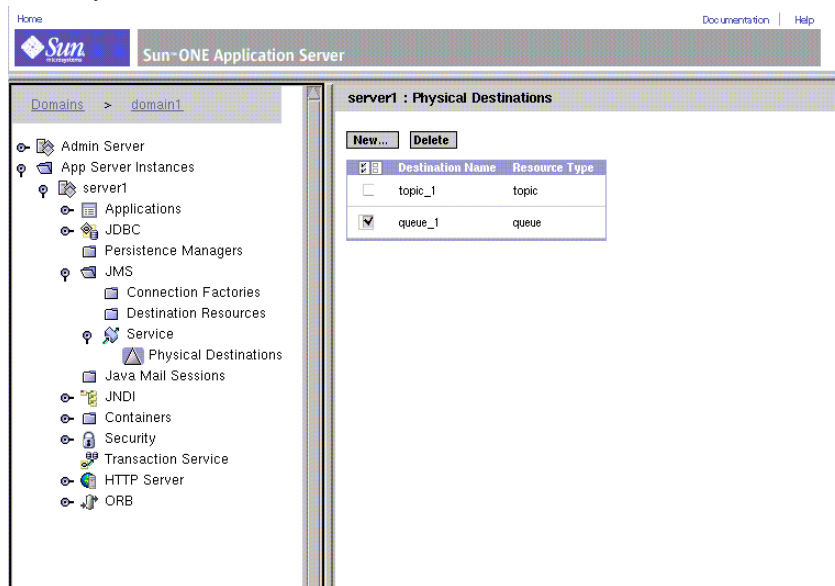 Home
Documentation | Help
Sun
microsystems
Sun ONE Application Server
Domains > domain1
server1 : Physical Destinations
New... Delete
Destination Name Resource Type
topic_1 topic
queue_1 queue
Admin Server
App Server Instances
server1
Applications
JDBC
Persistence Managers
JMS
Connection Factories
Destination Resources
Service
Physical Destinations
Java Mail Sessions
JNDI
Containers
Security
Transaction Service
HTTP Server
ORB